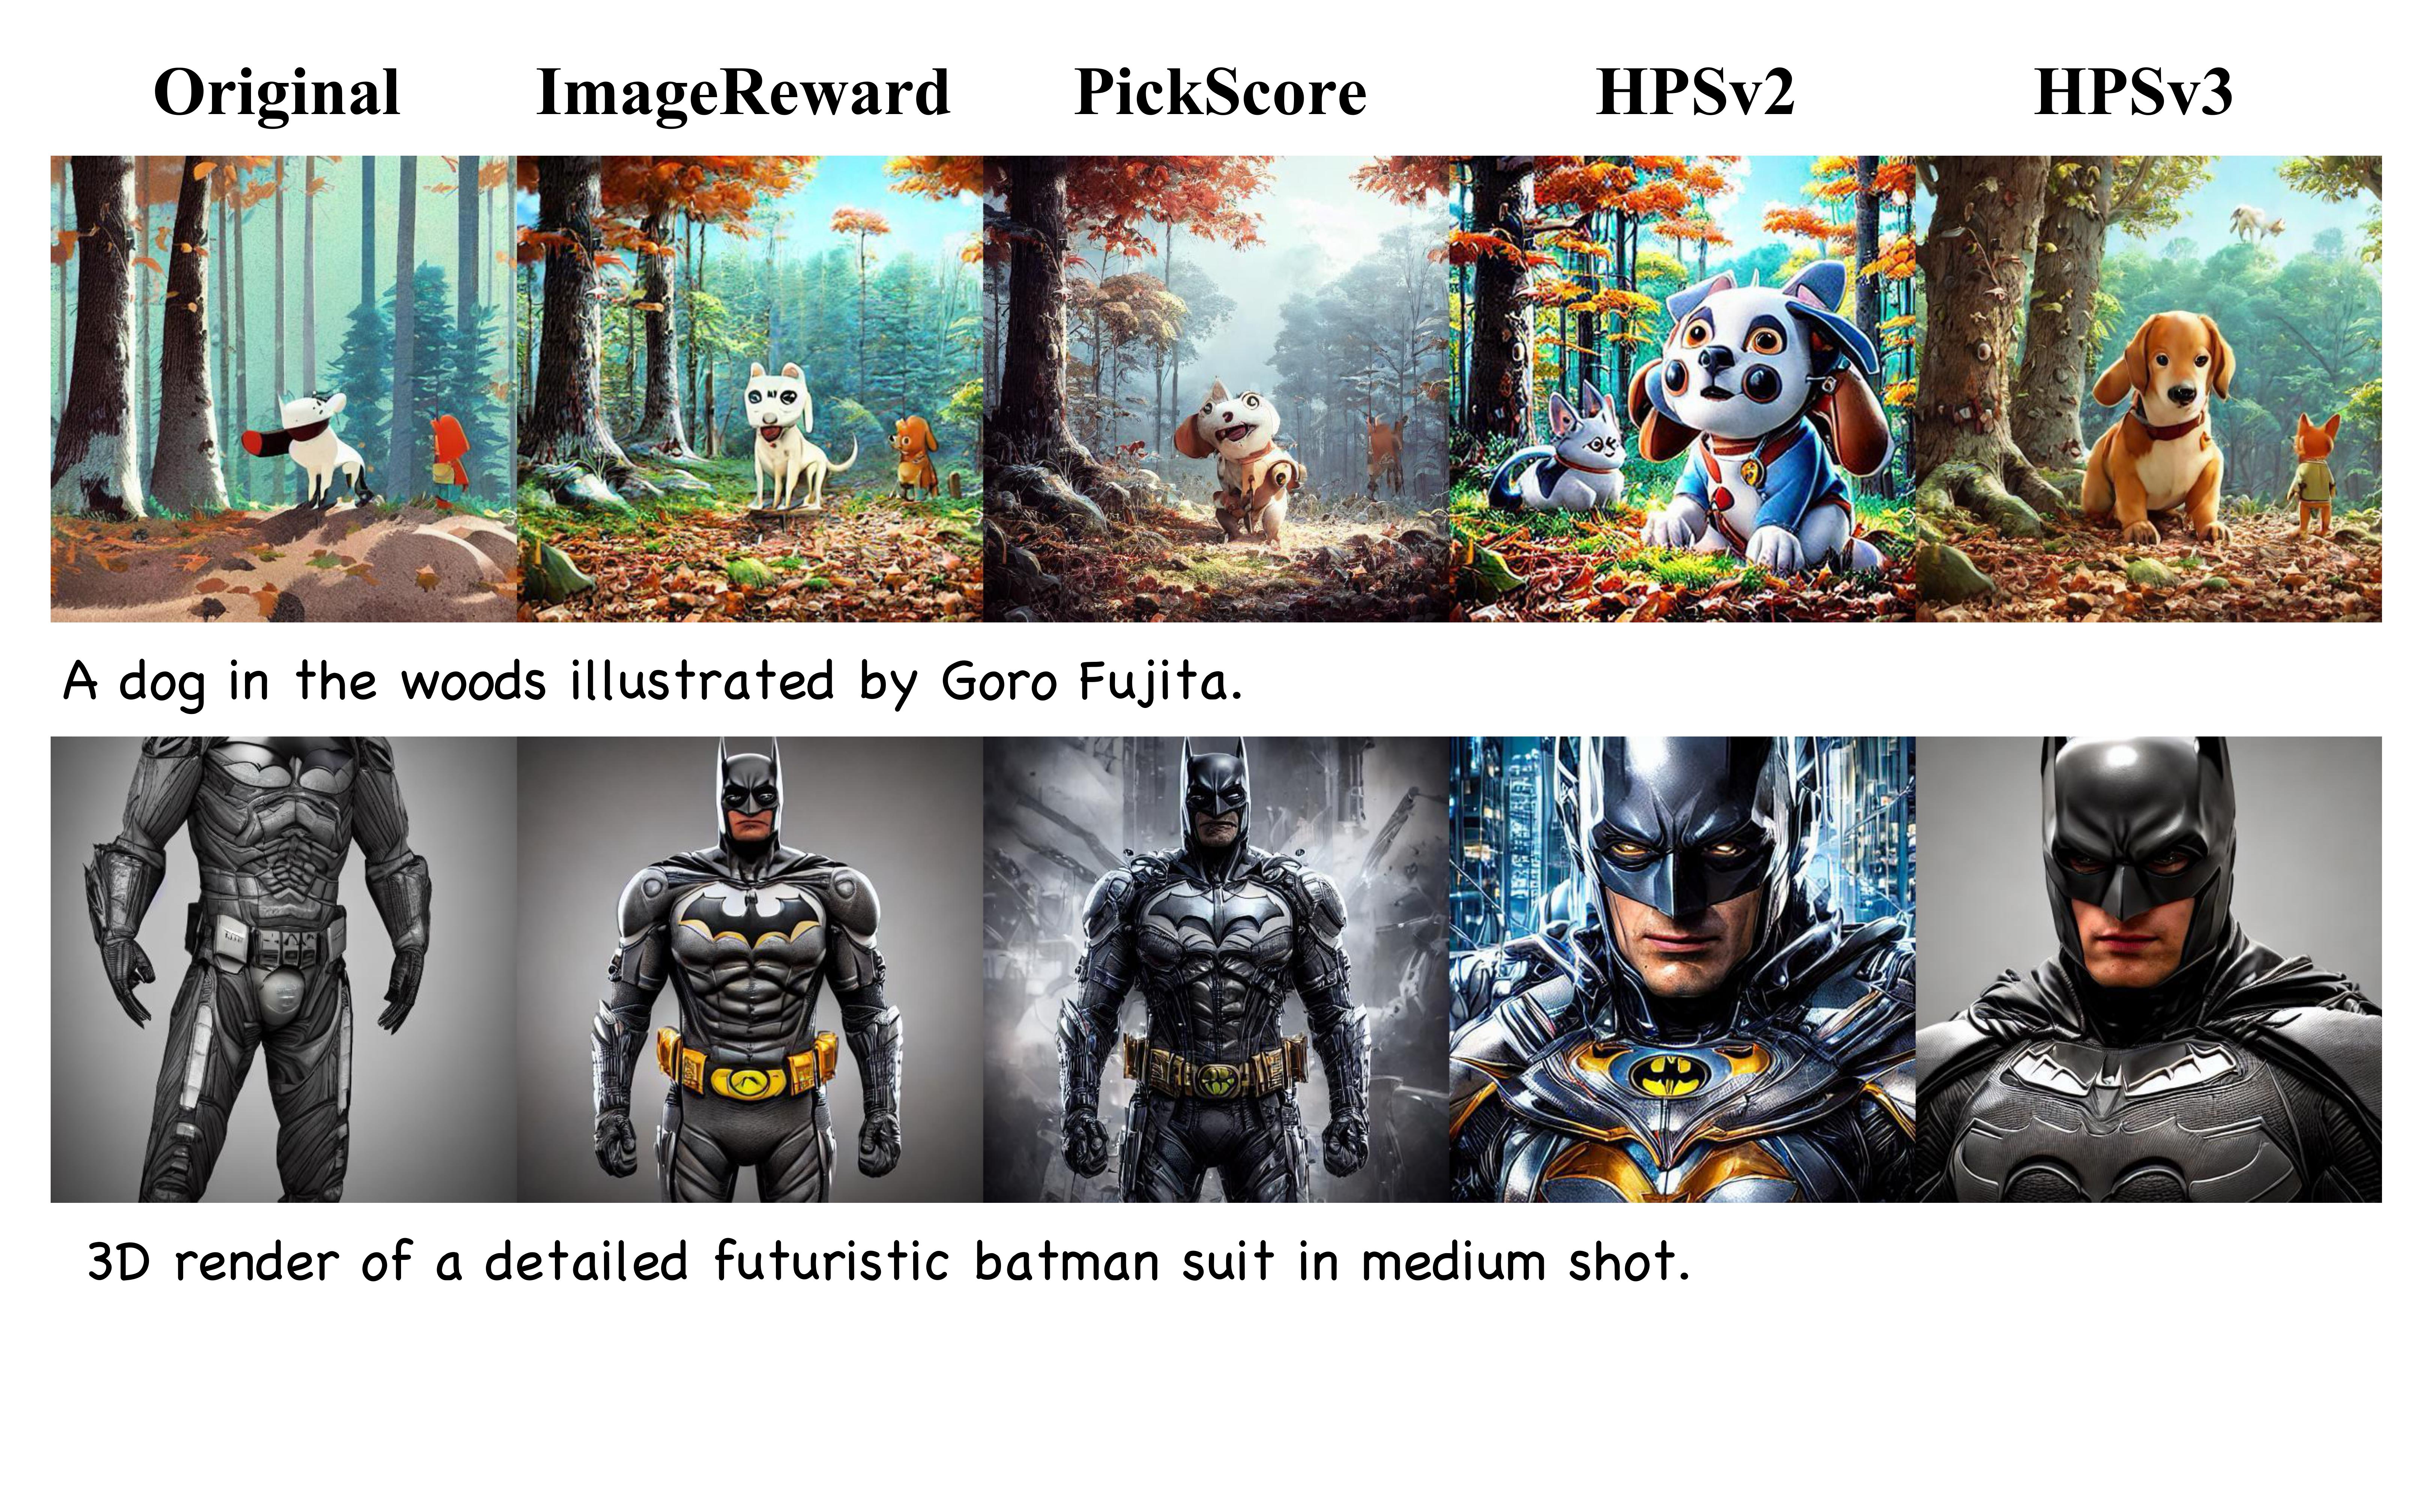 Original ImageReward PickScore HPSv2 HPSv3
A dog in the woods illustrated by Goro Fujita.
3D render of a detailed futuristic batman suit in medium shot.